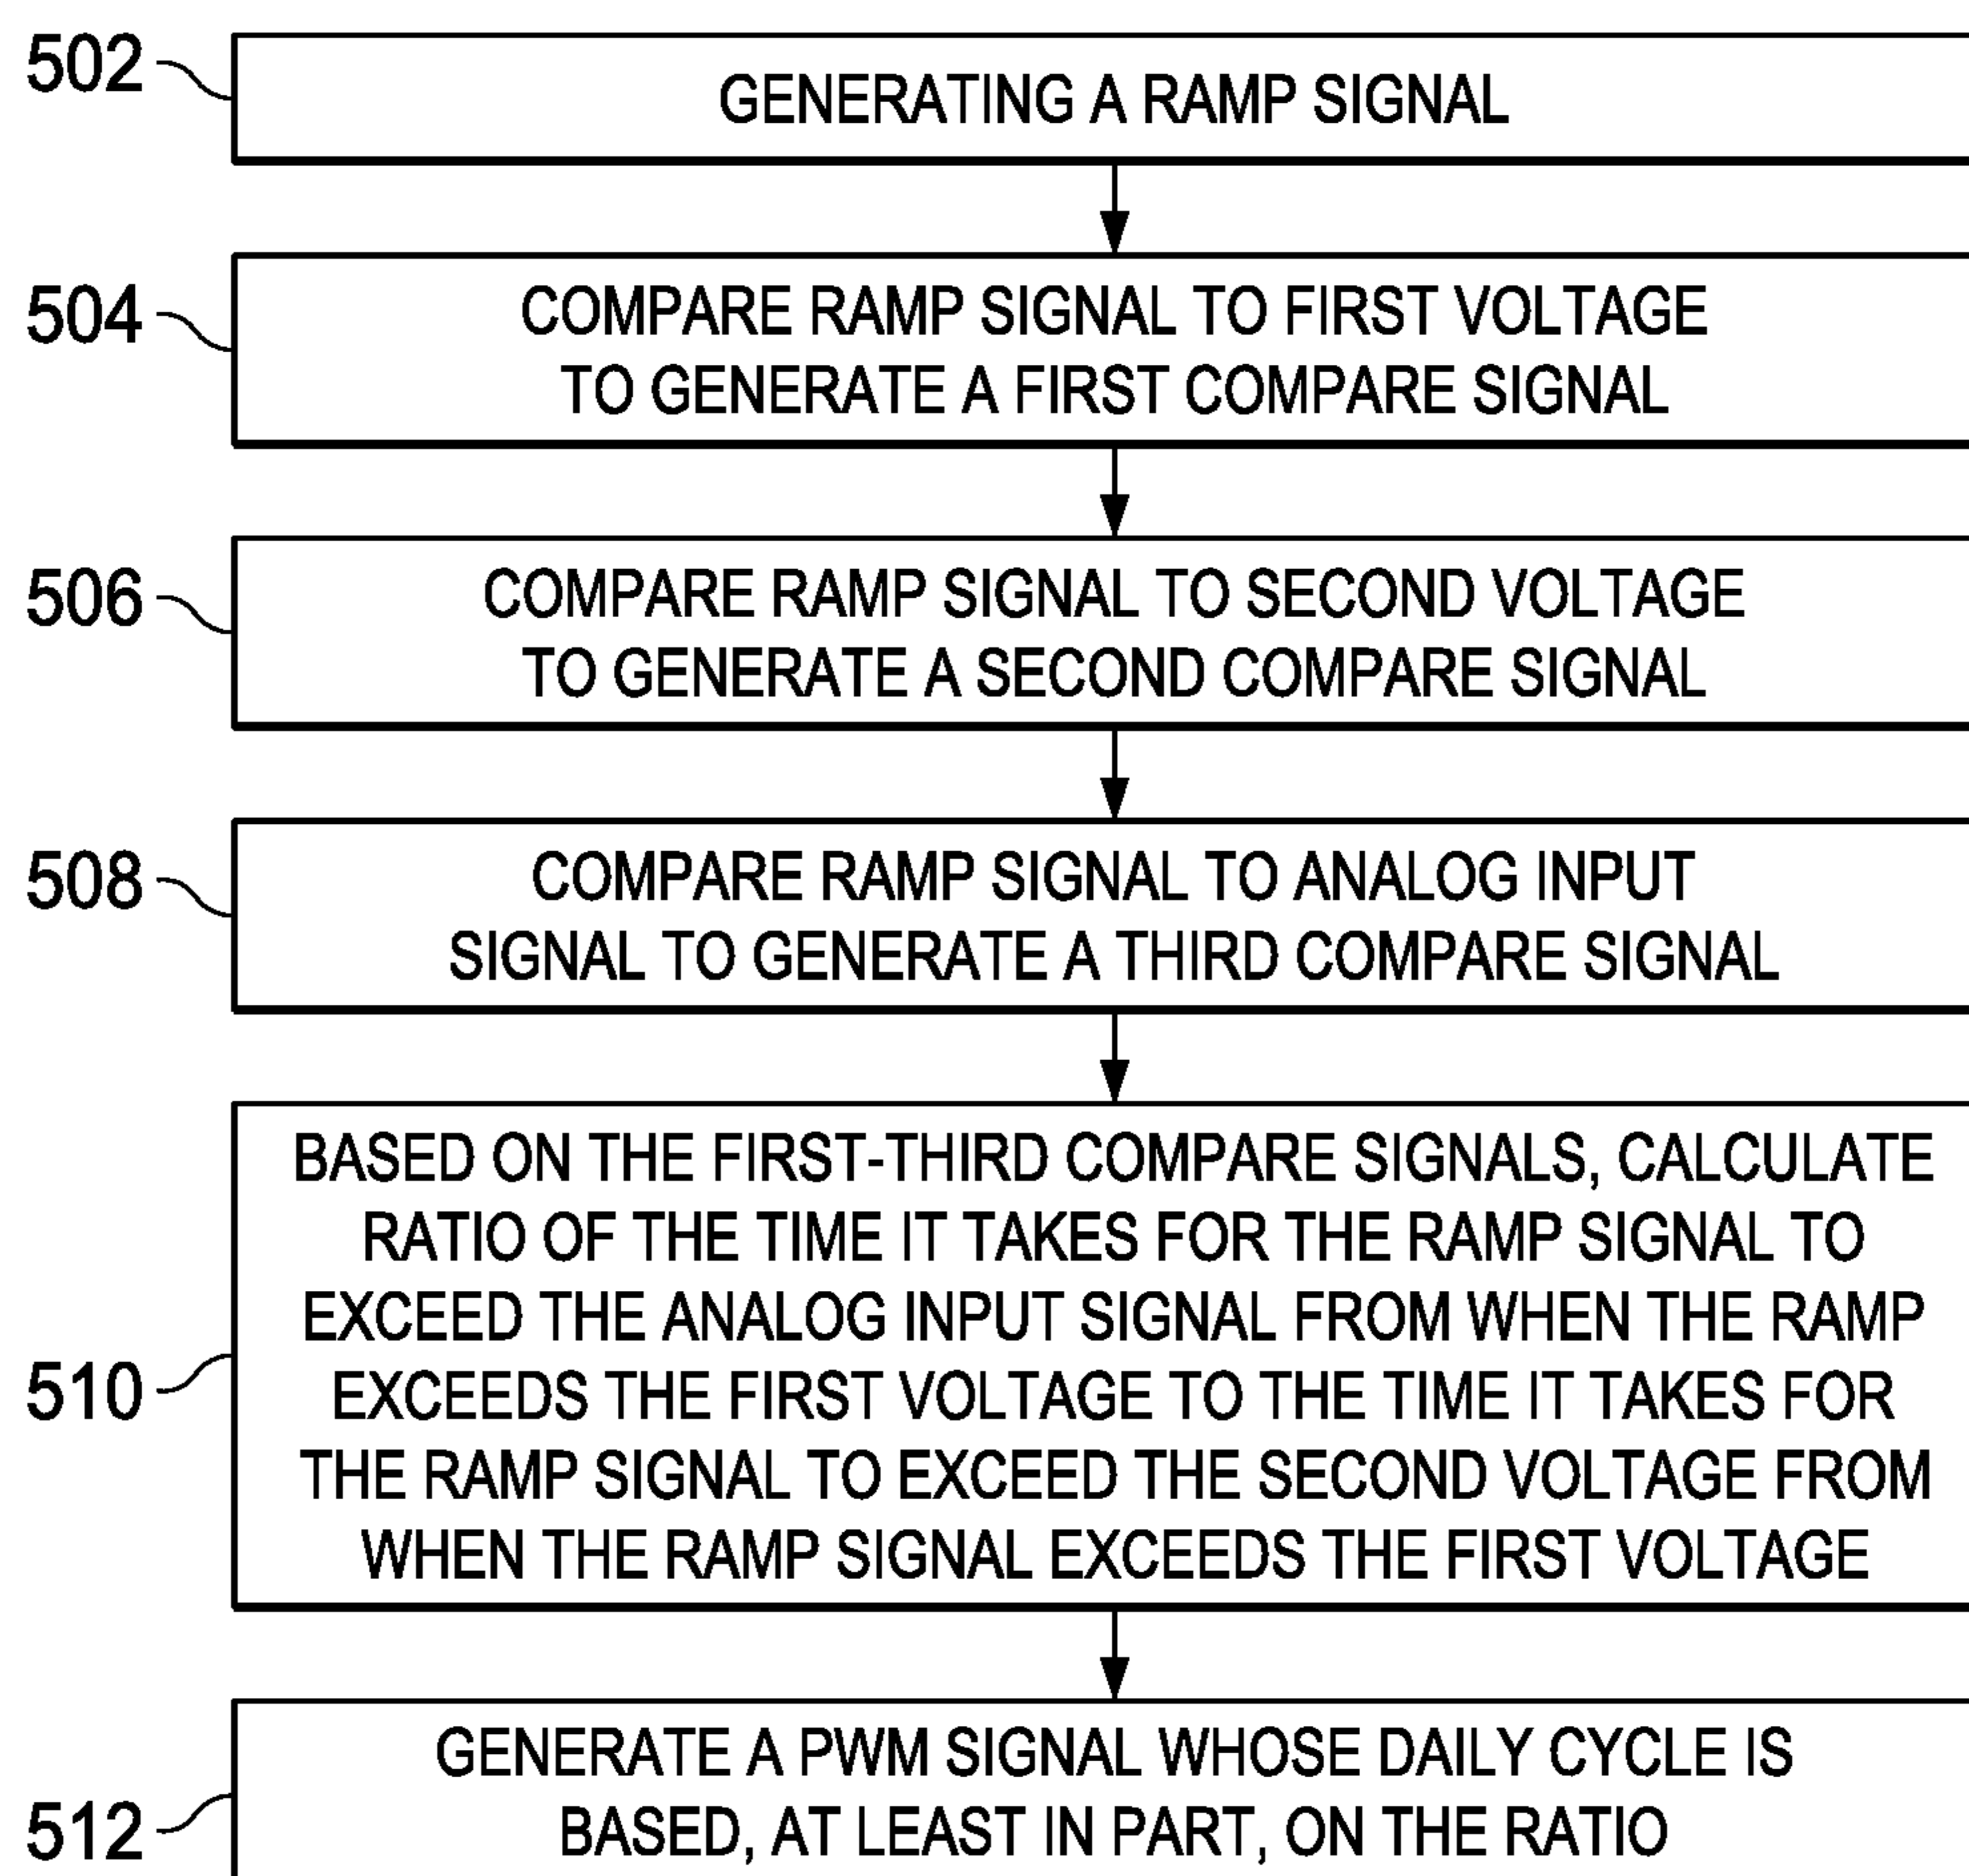 502
GENERATING A RAMP SIGNAL
504
COMPARE RAMP SIGNAL TO FIRST VOLTAGE
TO GENERATE A FIRST COMPARE SIGNAL
506
COMPARE RAMP SIGNAL TO SECOND VOLTAGE
TO GENERATE A SECOND COMPARE SIGNAL
508
COMPARE RAMP SIGNAL TO ANALOG INPUT
SIGNAL TO GENERATE A THIRD COMPARE SIGNAL
510
BASED ON THE FIRST-THIRD COMPARE SIGNALS, CALCULATE
RATIO OF THE TIME IT TAKES FOR THE RAMP SIGNAL TO
EXCEED THE ANALOG INPUT SIGNAL FROM WHEN THE RAMP
EXCEEDS THE FIRST VOLTAGE TO THE TIME IT TAKES FOR
THE RAMP SIGNAL TO EXCEED THE SECOND VOLTAGE FROM
WHEN THE RAMP SIGNAL EXCEEDS THE FIRST VOLTAGE
512
GENERATE A PWM SIGNAL WHOSE DAILY CYCLE IS
BASED, AT LEAST IN PART, ON THE RATIO